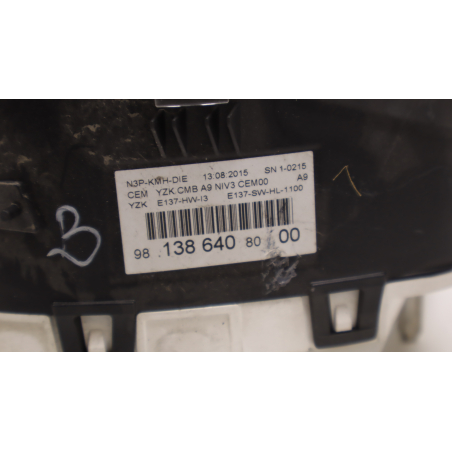 N3P-KMH-DIE 13.08.2015 SN 1-0215
CEM YZK.CMB A9 NIV3 CEM00 A9
YZK E137-HW-I3 E137-SW-HL-1100
98 138 640 80 00
B
1